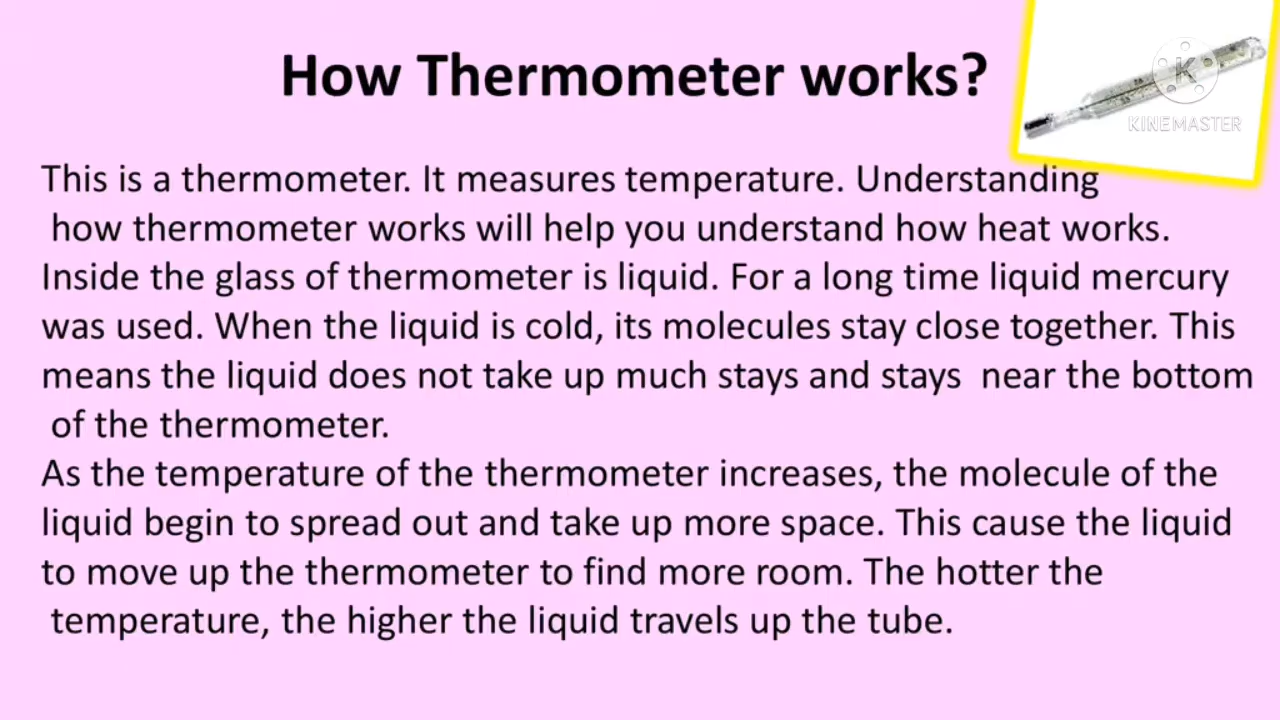 How Thermometer works?
KINEMASTER
This is a thermometer. It measures temperature. Understanding
how thermometer works will help you understand how heat works.
Inside the glass of thermometer is liquid. For a long time liquid mercury
was used. When the liquid is cold, its molecules stay close together. This
means the liquid does not take up much stays and stays near the bottom
of the thermometer.
As the temperature of the thermometer increases, the molecule of the
liquid begin to spread out and take up more space. This cause the liquid
to move up the thermometer to find more room. The hotter the
temperature, the higher the liquid travels up the tube.